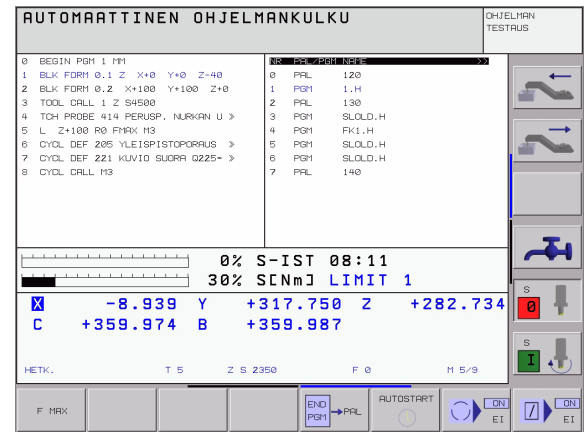 AUTOMAATTINEN OHJELMANKULKU
OHJELMAN
TESTAUS
0 BEGIN PGM 1 MM
1 BLK FORM 0.1 Z X+0 Y+0 Z-40
2 BLK FORM 0.2 X+100 Y+100 Z+0
3 TOOL CALL 1 Z S4500
4 TCH PROBE 414 PERUSP. NURKAN U »
5 L Z+100 R0 FMAX M3
6 CYCL DEF 205 YLEISPISTOPORAUS »
7 CYCL DEF 221 KUVIO SUORA Q225= »
8 CYCL CALL M3
NR PAL/PGM NAME >>
0 PAL 120
1 PGM 1.H
2 PAL 130
3 PGM SLOLD.H
4 PGM FK1.H
5 PGM SLOLD.H
6 PGM SLOLD.H
7 PAL 140
0% S-IST 08:11
30% S[Nm] LIMIT 1
X -8.939 Y +317.750 Z +282.734
C +359.974 B +359.987
HETK. T 5 Z S 2350 F 0 M 5/9
S
0
S
I
F MAX
END
PGM → PAL
AUTOSTART
ON
EI
ON
EI